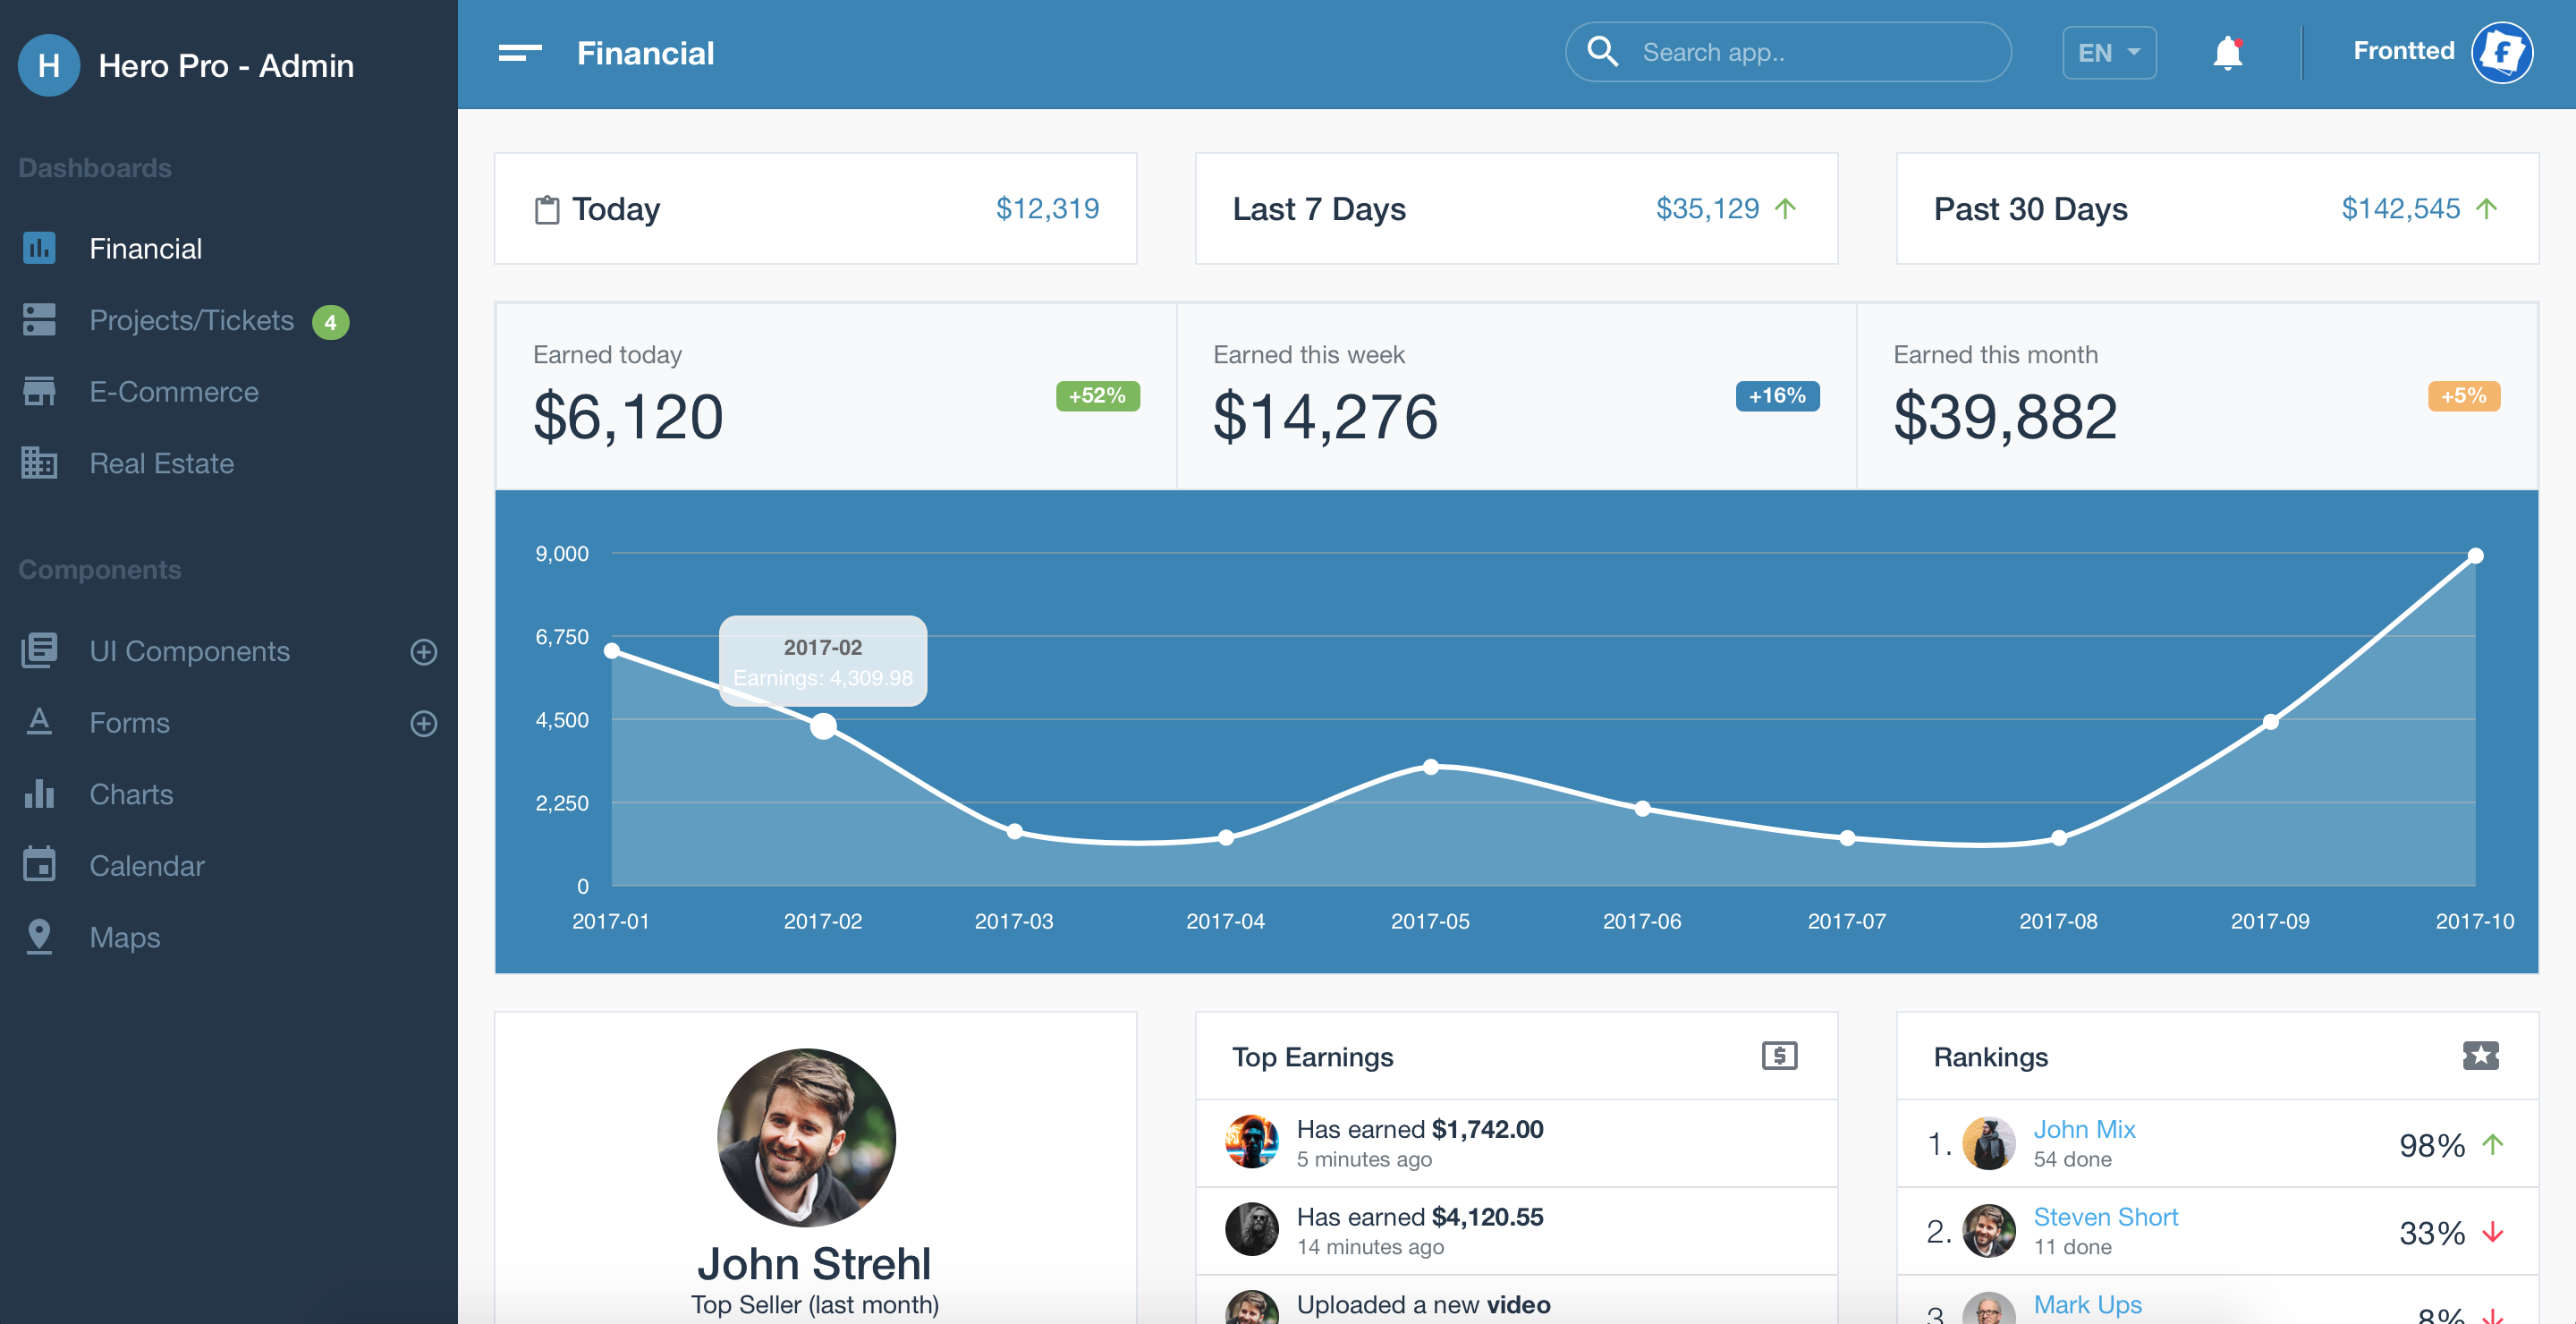 H Hero Pro - Admin
Financial
Search app..
EN
Frontted
Dashboards
Financial
Projects/Tickets 4
E-Commerce
Real Estate
Components
UI Components
Forms
Charts
Calendar
Maps
Today $12,319
Last 7 Days $35,129
Past 30 Days $142,545
Earned today
$6,120 +52%
Earned this week
$14,276 +16%
Earned this month
$39,882 +5%
9,000
6,750
4,500
2,250
0
2017-02
Earnings: 4,309.98
2017-01 2017-02 2017-03 2017-04 2017-05 2017-06 2017-07 2017-08 2017-09 2017-10
John Strehl
Top Seller (last month)
Top Earnings
Has earned $1,742.00
5 minutes ago
Has earned $4,120.55
14 minutes ago
Uploaded a new video
Rankings
1. John Mix 98%
54 done
2. Steven Short 33%
11 done
3. Mark Ups 8%